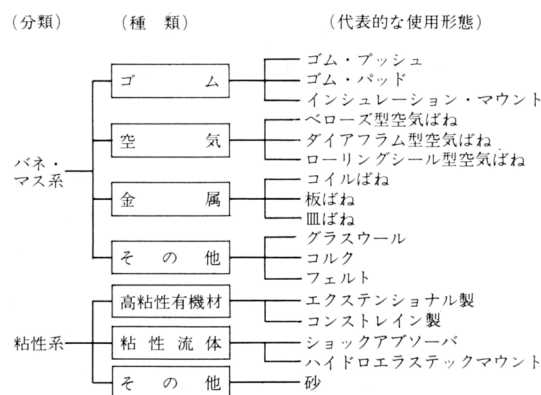 (分類) (種 類) (代表的な使用形態)
ゴム・プッシュ
ゴム ゴム・パッド
インシュレーション・マウント
ベローズ型空気ばね
空気 ダイアフラム型空気ばね
ローリングシール型空気ばね
バネ・
マス系
コイルばね
金属 板ばね
皿ばね
グラスウール
その他 コルク
フェルト
高粘性有機材 エクステンショナル製
コンストレイン製
粘性系 粘性流体 ショックアブソーバ
ハイドロエラステックマウント
その他 砂